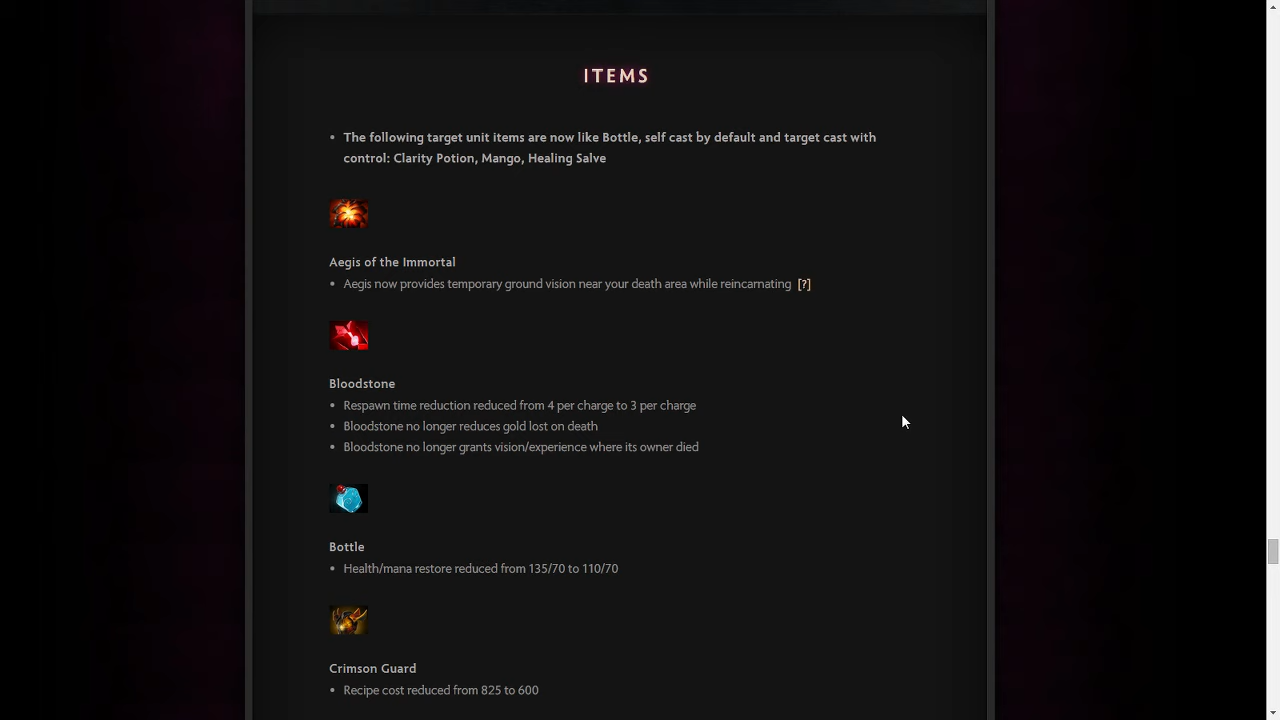 ITEMS
• The following target unit items are now like Bottle, self cast by default and target cast with
control: Clarity Potion, Mango, Healing Salve
Aegis of the Immortal
• Aegis now provides temporary ground vision near your death area while reincarnating [?]
Bloodstone
• Respawn time reduction reduced from 4 per charge to 3 per charge
• Bloodstone no longer reduces gold lost on death
• Bloodstone no longer grants vision/experience where its owner died
Bottle
• Health/mana restore reduced from 135/70 to 110/70
Crimson Guard
• Recipe cost reduced from 825 to 600